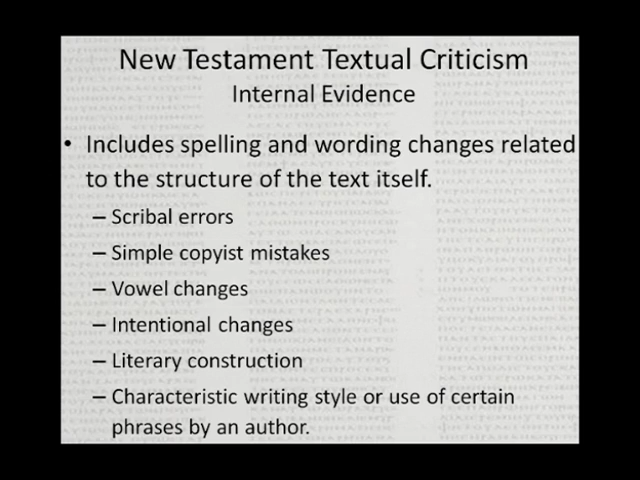 New Testament Textual Criticism
Internal Evidence
• Includes spelling and wording changes related
to the structure of the text itself.
– Scribal errors
– Simple copyist mistakes
– Vowel changes
– Intentional changes
– Literary construction
– Characteristic writing style or use of certain
phrases by an author.